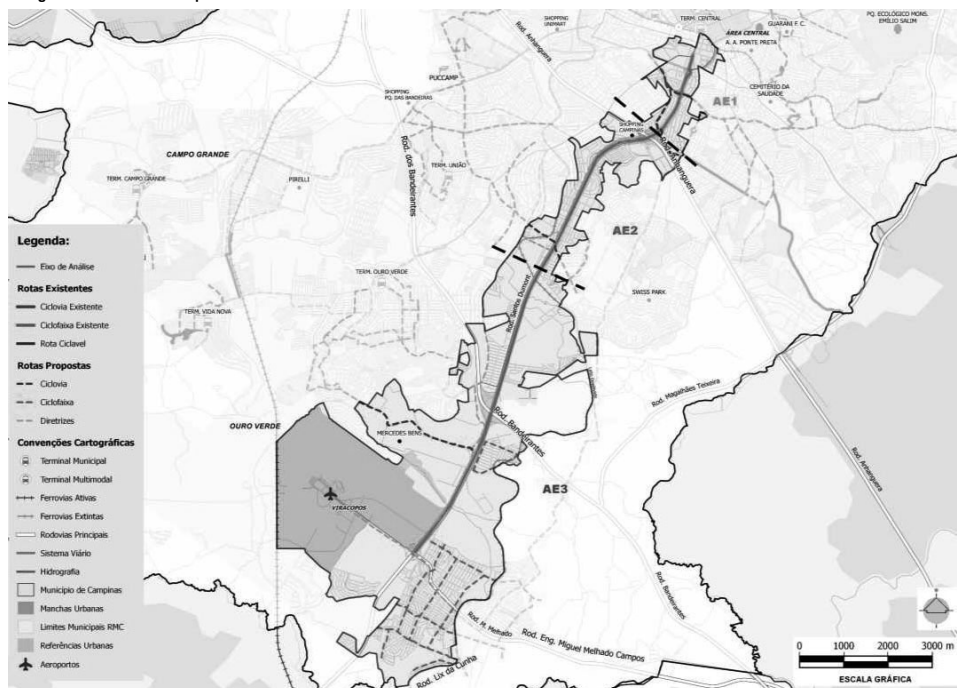 TERM. CENTRAL
GUARANI F. C.
PQ. ECOLÓGICO MONS.
EMÍLIO SALIM
SHOPPING
UNIMART
ÁREA CENTRAL
A. A. PONTE PRETA
Rod. Anhanguera
PUCCAMP
SHOPPING
PQ. DAS BANDEIRAS
CEMITÉRIO DA
SAUDADE
AE1
SHOPPING
CAMPINAS
Rod. Anhanguera
Rod. dos Bandeirantes
CAMPO GRANDE
TERM. CAMPO GRANDE
PIRELLI
TERM. UNIÃO
AE2
TERM. OURO VERDE
SWISS PARK
Rod. Santos Dumont
TERM. VIDA NOVA
Rod. Magalhães Teixeira
OURO VERDE
MERCEDES BENS
Rod. Bandeirantes
Rod. Anhanguera
AE3
VIRACOPOS
Rod. Bandeirantes
Rod. M. Melhado
Rod. Eng. Miguel Melhado Campos
Rod. Lix da Cunha
Legenda:
Eixo de Análise
Rotas Existentes
Ciclovia Existente
Ciclofaixa Existente
Rota Ciclavel
Rotas Propostas
Ciclovia
Ciclofaixa
Diretrizes
Convenções Cartográficas
Terminal Municipal
Terminal Multimodal
Ferrovias Ativas
Ferrovias Extintas
Rodovias Principais
Sistema Viário
Hidrografia
Município de Campinas
Manchas Urbanas
Limites Municipais RMC
Referências Urbanas
Aeroportos
0 1000 2000 3000 m
ESCALA GRÁFICA